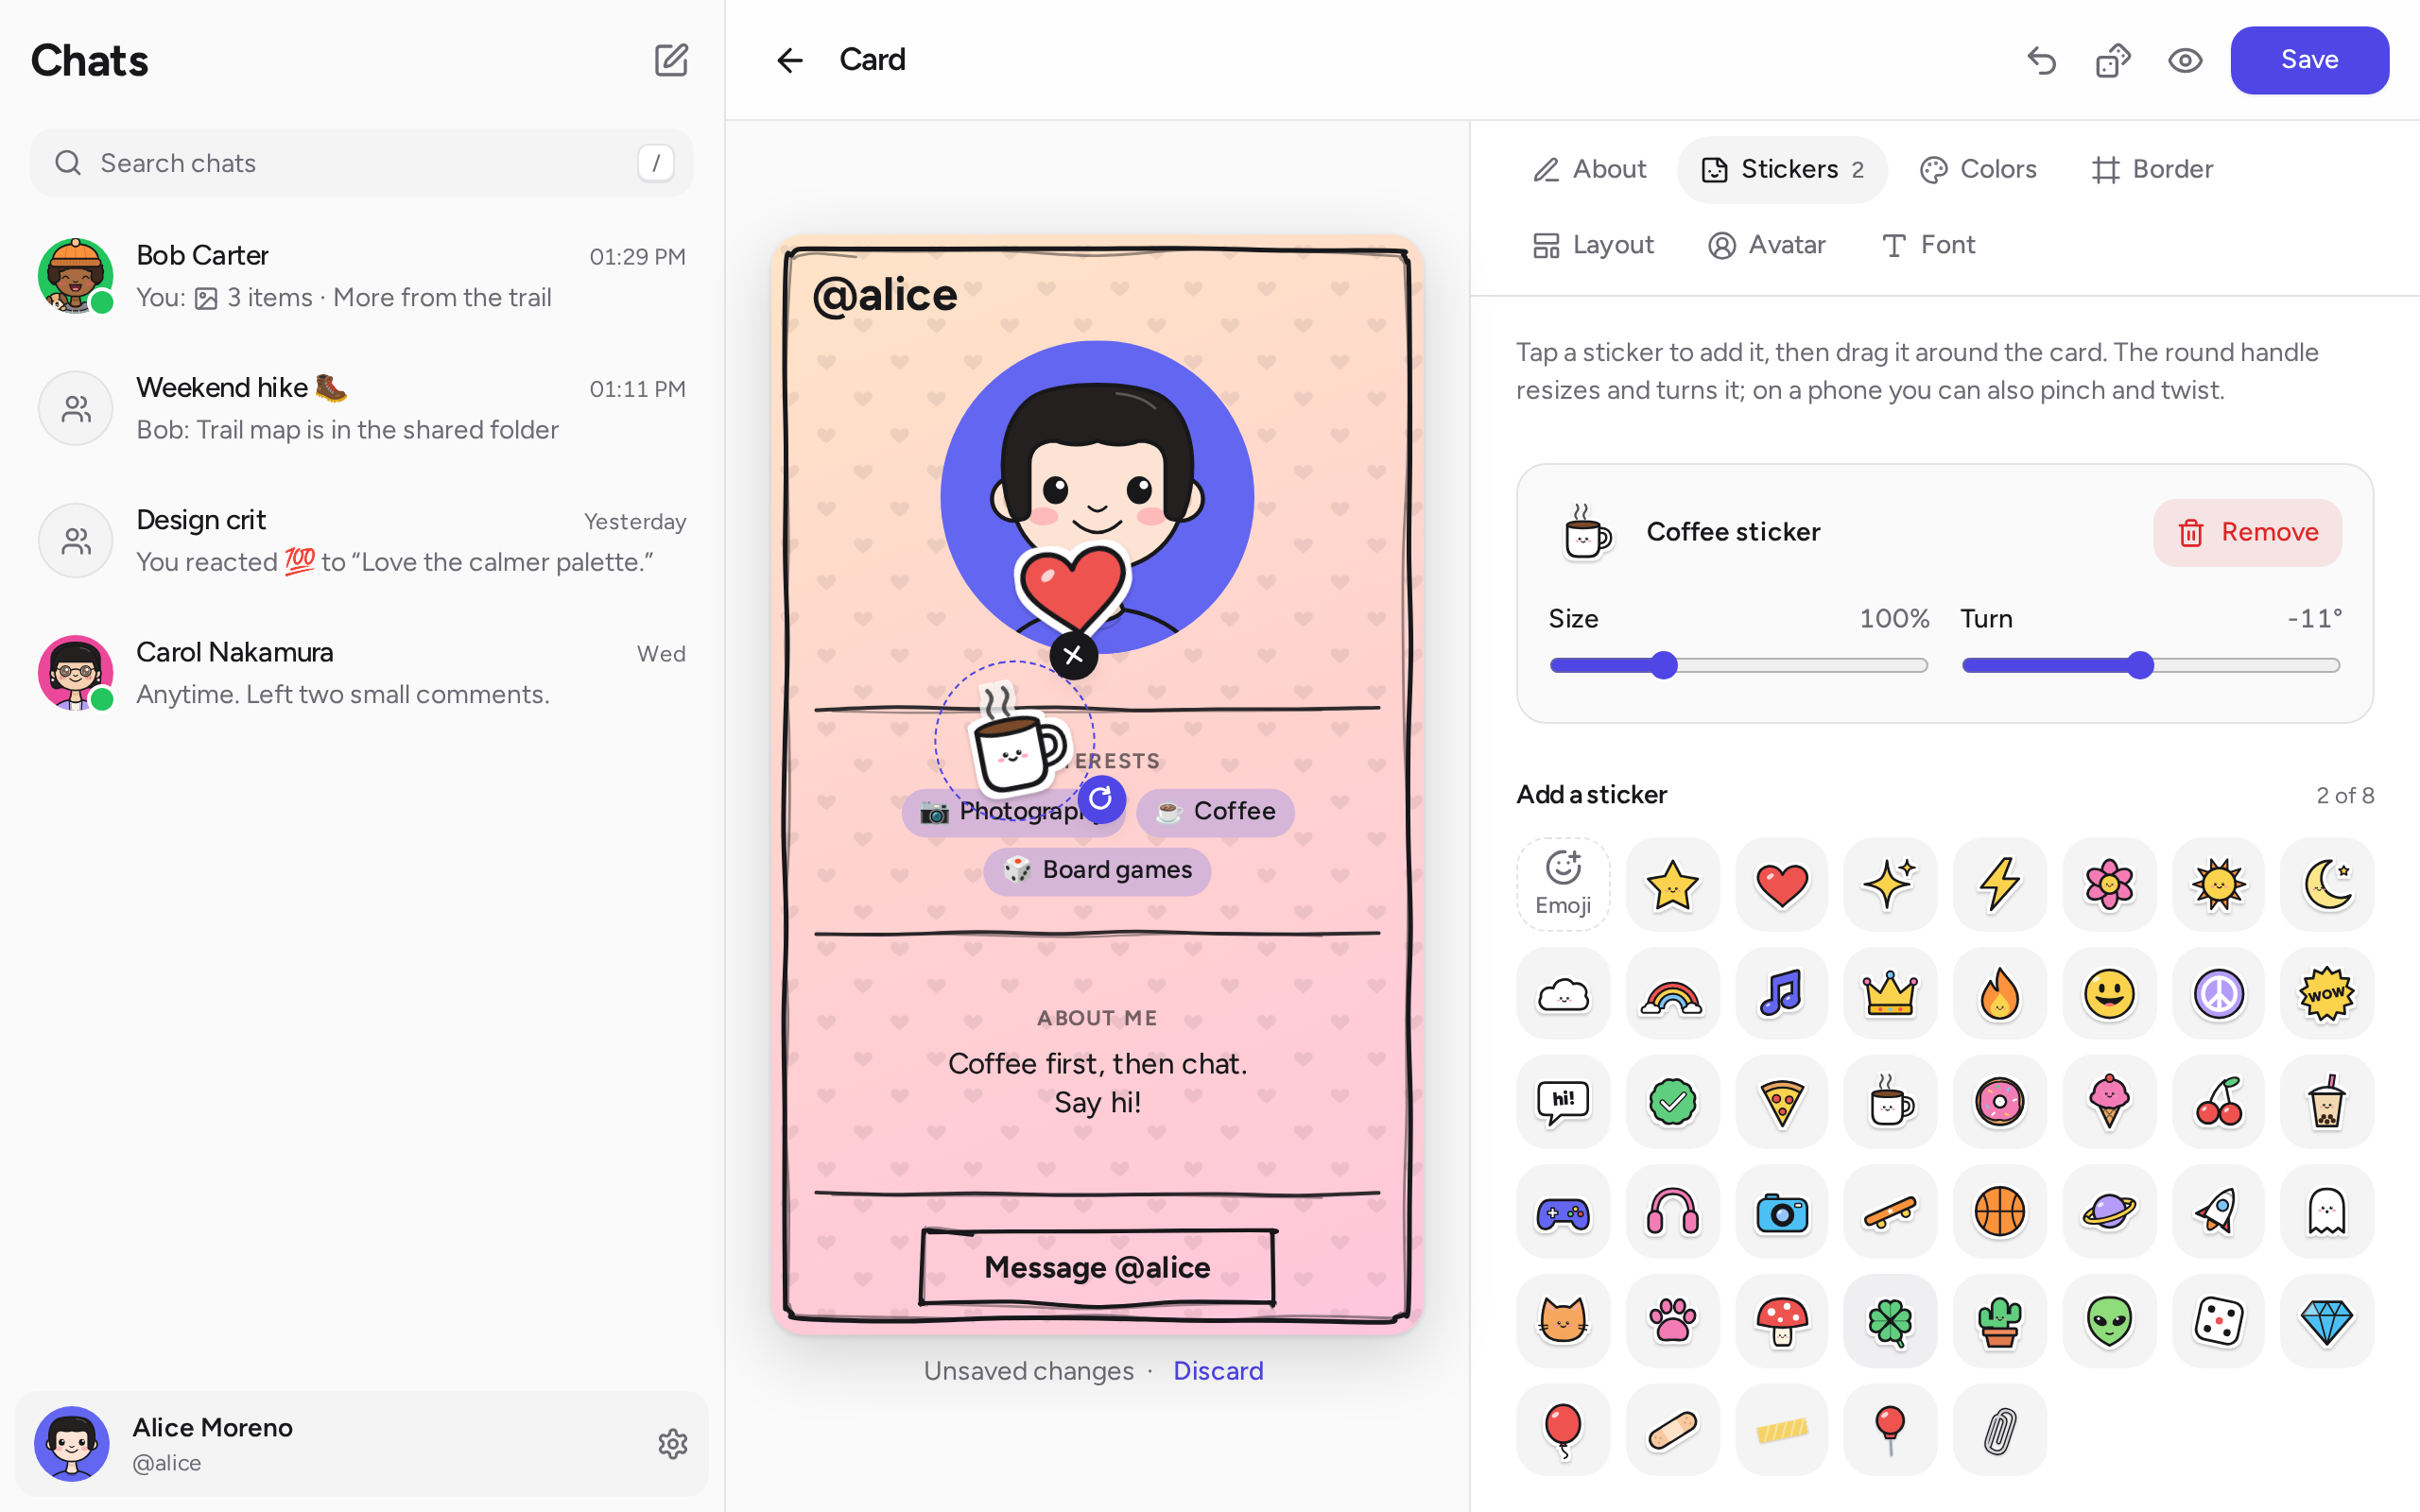 Chats
Search chats
/
Bob Carter
01:29 PM
You: 3 items · More from the trail
Weekend hike 🥾
01:11 PM
Bob: Trail map is in the shared folder
Design crit
Yesterday
You reacted 💯 to “Love the calmer palette.”
Carol Nakamura
Wed
Anytime. Left two small comments.
Alice Moreno
@alice
Card
Save
@alice
📷 Photography
☕ Coffee
🎲 Board games
ABOUT ME
Coffee first, then chat.
Say hi!
Message @alice
Unsaved changes · Discard
About
Stickers 2
Colors
Border
Layout
Avatar
Font
Tap a sticker to add it, then drag it around the card. The round handle
resizes and turns it; on a phone you can also pinch and twist.
Coffee sticker
Remove
Size
100%
Turn
-11°
Add a sticker
2 of 8
Emoji
WOW
hi!